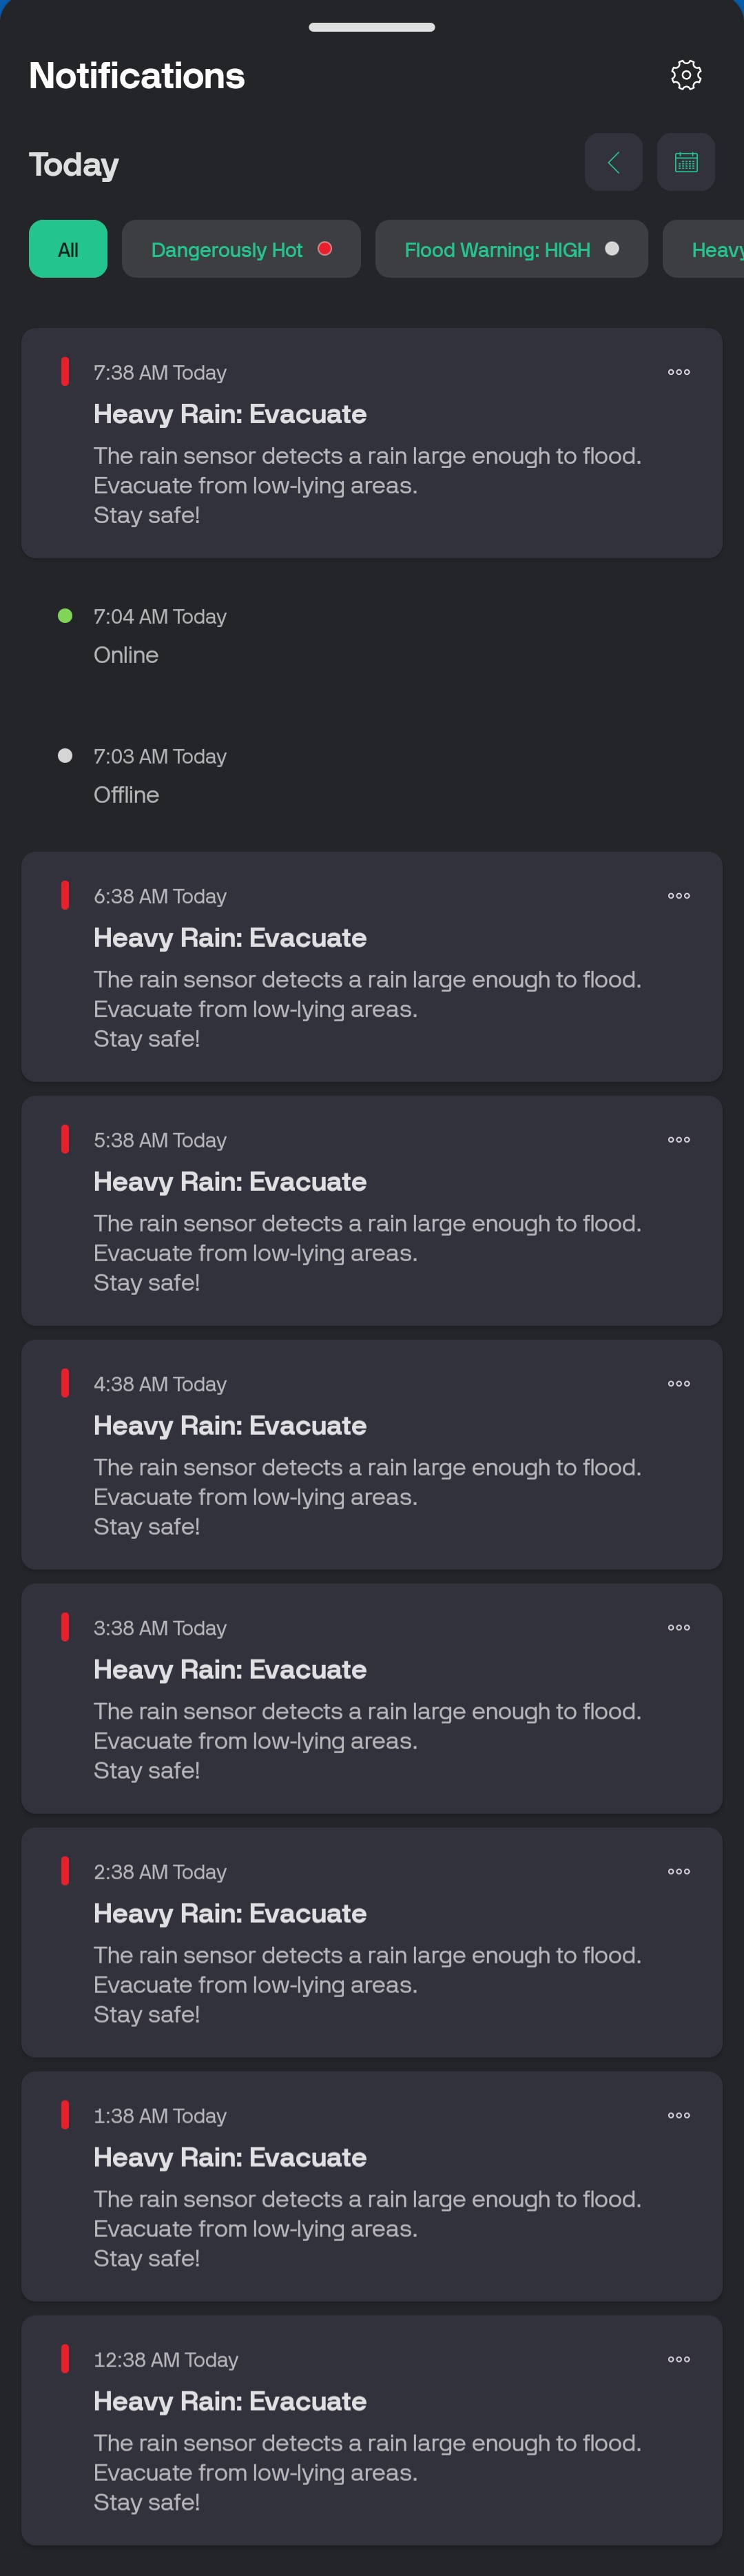 Notifications
Today
All
Dangerously Hot
Flood Warning: HIGH
Heavy
7:38 AM Today
Heavy Rain: Evacuate
The rain sensor detects a rain large enough to flood.
Evacuate from low-lying areas.
Stay safe!
7:04 AM Today
Online
7:03 AM Today
Offline
6:38 AM Today
Heavy Rain: Evacuate
The rain sensor detects a rain large enough to flood.
Evacuate from low-lying areas.
Stay safe!
5:38 AM Today
Heavy Rain: Evacuate
The rain sensor detects a rain large enough to flood.
Evacuate from low-lying areas.
Stay safe!
4:38 AM Today
Heavy Rain: Evacuate
The rain sensor detects a rain large enough to flood.
Evacuate from low-lying areas.
Stay safe!
3:38 AM Today
Heavy Rain: Evacuate
The rain sensor detects a rain large enough to flood.
Evacuate from low-lying areas.
Stay safe!
2:38 AM Today
Heavy Rain: Evacuate
The rain sensor detects a rain large enough to flood.
Evacuate from low-lying areas.
Stay safe!
1:38 AM Today
Heavy Rain: Evacuate
The rain sensor detects a rain large enough to flood.
Evacuate from low-lying areas.
Stay safe!
12:38 AM Today
Heavy Rain: Evacuate
The rain sensor detects a rain large enough to flood.
Evacuate from low-lying areas.
Stay safe!